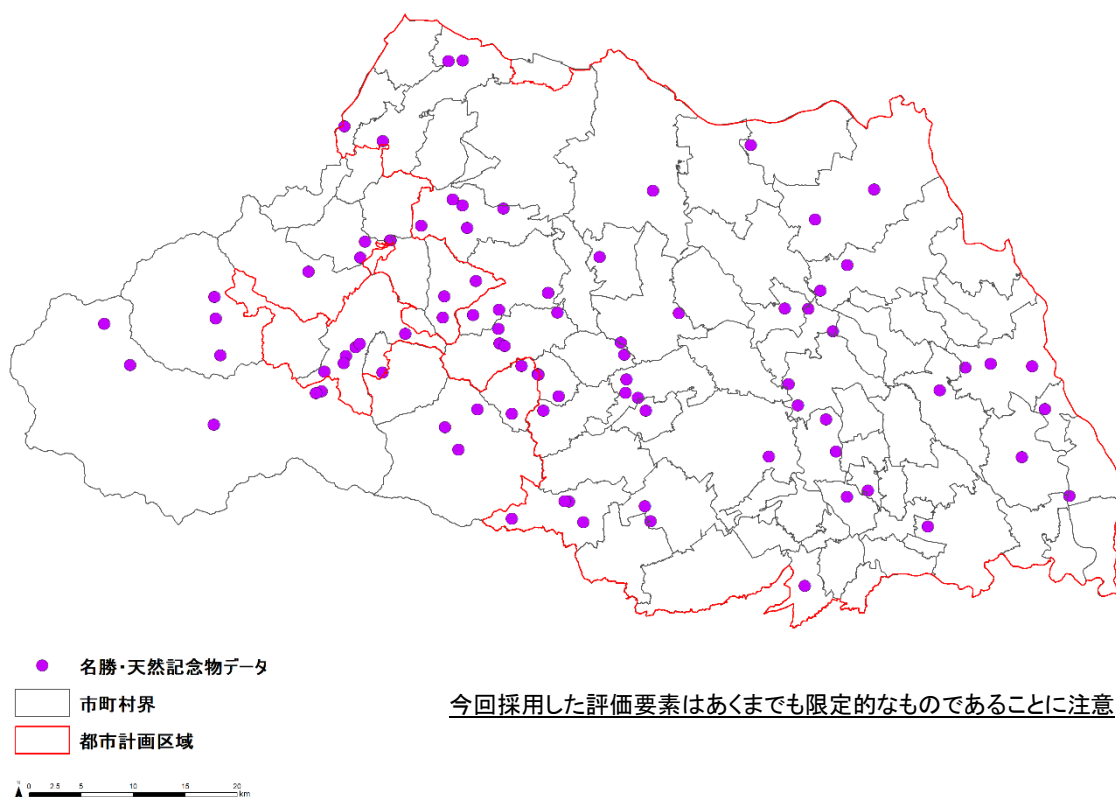 名勝・天然記念物データ
市町村界
今回採用した評価要素はあくまでも限定的なものであることに注意
都市計画区域
N
0 2.5 5 10 15 20
km